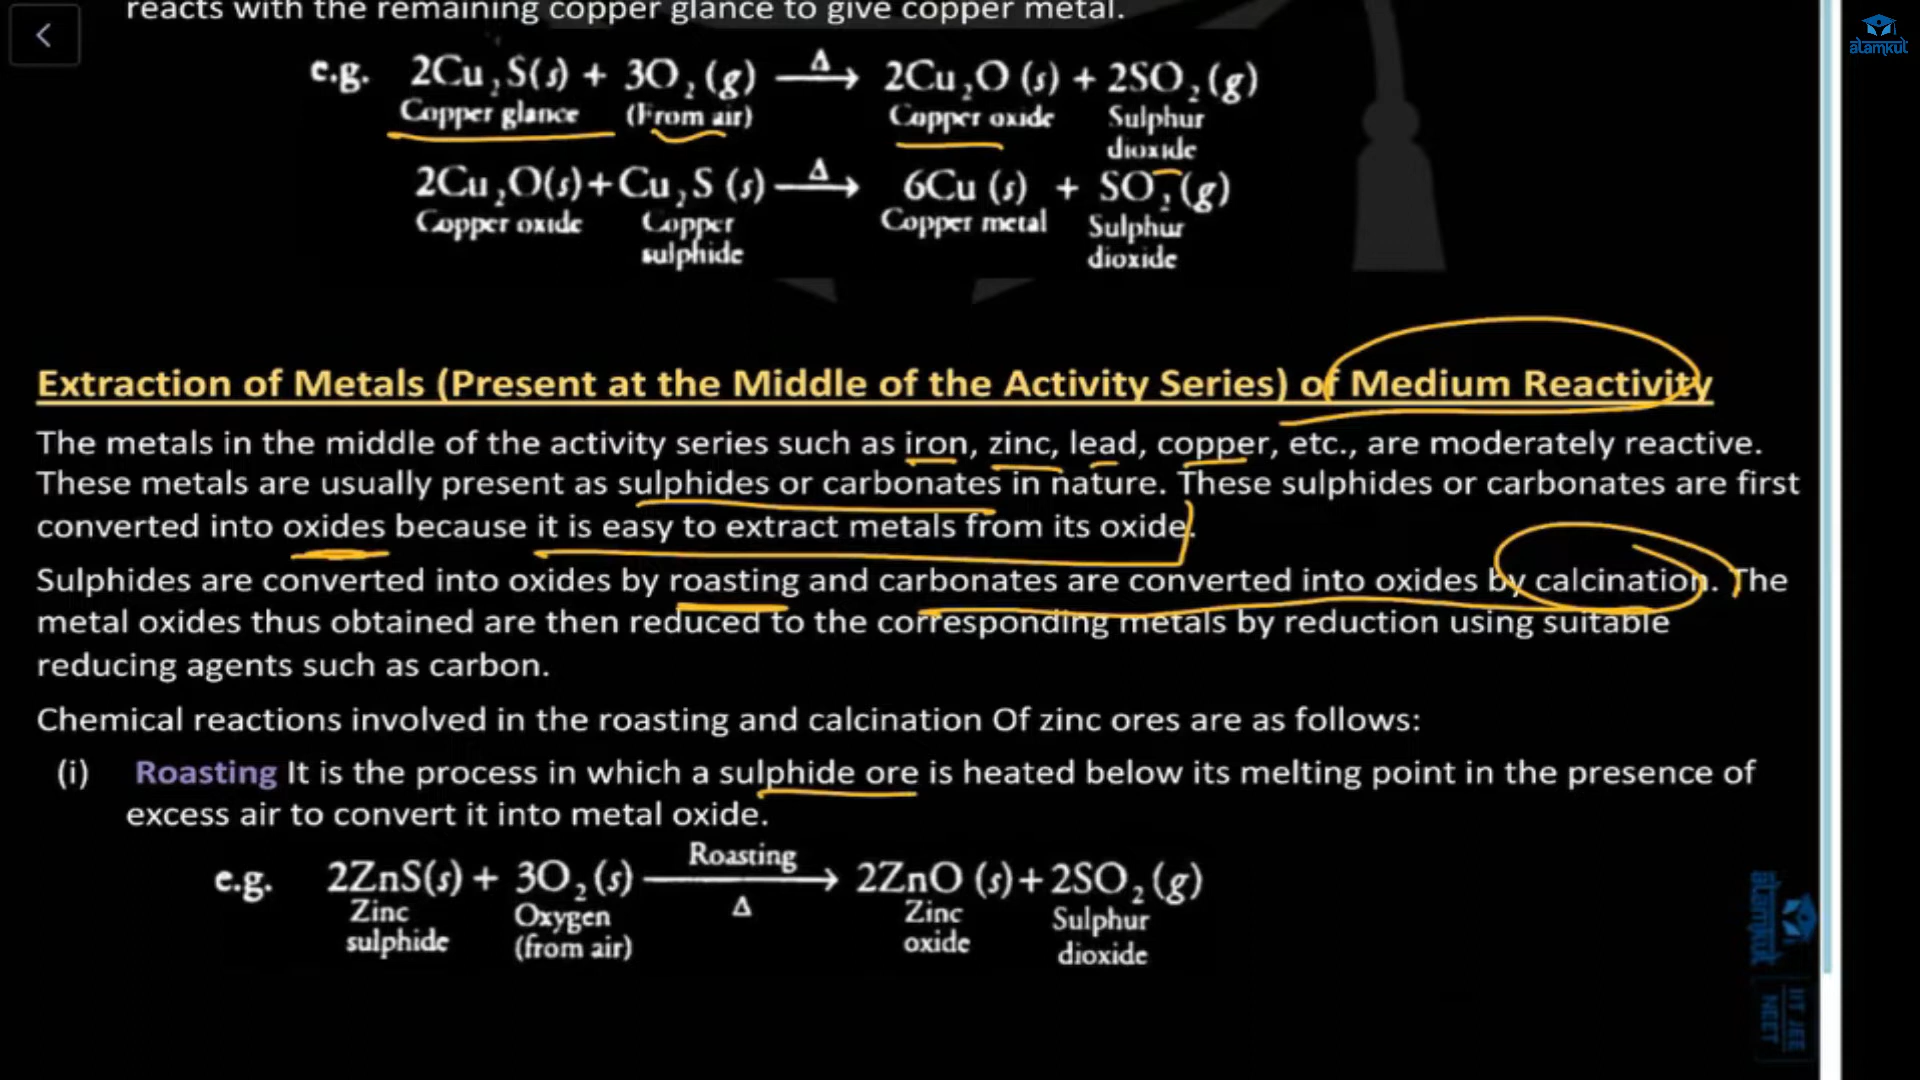 reacts with the remaining copper glance to give copper metal.
e.g. 2Cu₂S(s) + 3O₂(g) —Δ→ 2Cu₂O (s) + 2SO₂(g)
Copper glance (From air) Copper oxide Sulphur
dioxide
2Cu₂O(s)+Cu₂S (s) —Δ→ 6Cu (s) + SO₂(g)
Copper oxide Copper Copper metal Sulphur
sulphide dioxide
Extraction of Metals (Present at the Middle of the Activity Series) of Medium Reactivity
The metals in the middle of the activity series such as iron, zinc, lead, copper, etc., are moderately reactive.
These metals are usually present as sulphides or carbonates in nature. These sulphides or carbonates are first
converted into oxides because it is easy to extract metals from its oxide.
Sulphides are converted into oxides by roasting and carbonates are converted into oxides by calcination. The
metal oxides thus obtained are then reduced to the corresponding metals by reduction using suitable
reducing agents such as carbon.
Chemical reactions involved in the roasting and calcination Of zinc ores are as follows:
(i) Roasting It is the process in which a sulphide ore is heated below its melting point in the presence of
excess air to convert it into metal oxide.
Roasting
e.g. 2ZnS(s) + 3O₂(s) ⟶ 2ZnO (s)+2SO₂(g)
Δ
Zinc Oxygen Zinc Sulphur
sulphide (from air) oxide dioxide
alamkul
alamkul
IIT JEE
NEET